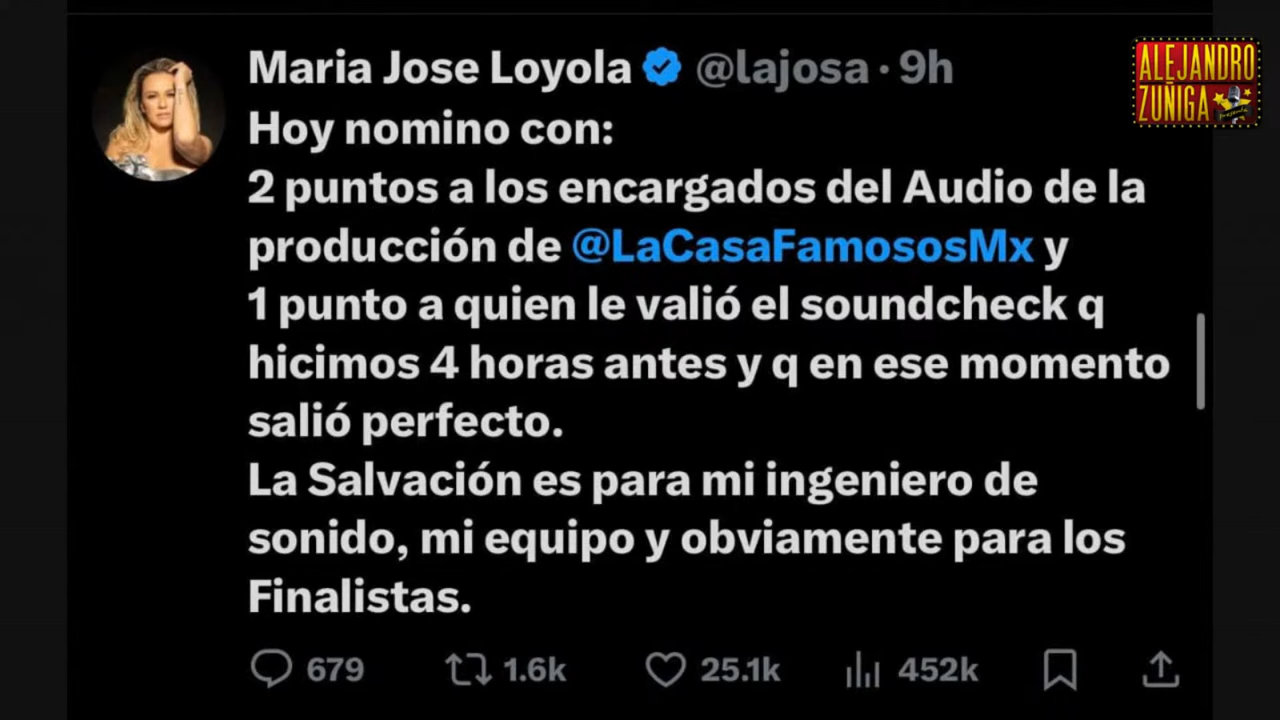 Maria Jose Loyola @lajosa · 9h
ALEJANDRO
ZUÑIGA
Hoy nomino con:
2 puntos a los encargados del Audio de la
producción de @LaCasaFamososMx y
1 punto a quien le valió el soundcheck q
hicimos 4 horas antes y q en ese momento
salió perfecto.
La Salvación es para mi ingeniero de
sonido, mi equipo y obviamente para los
Finalistas.
679 1.6k 25.1k 452k